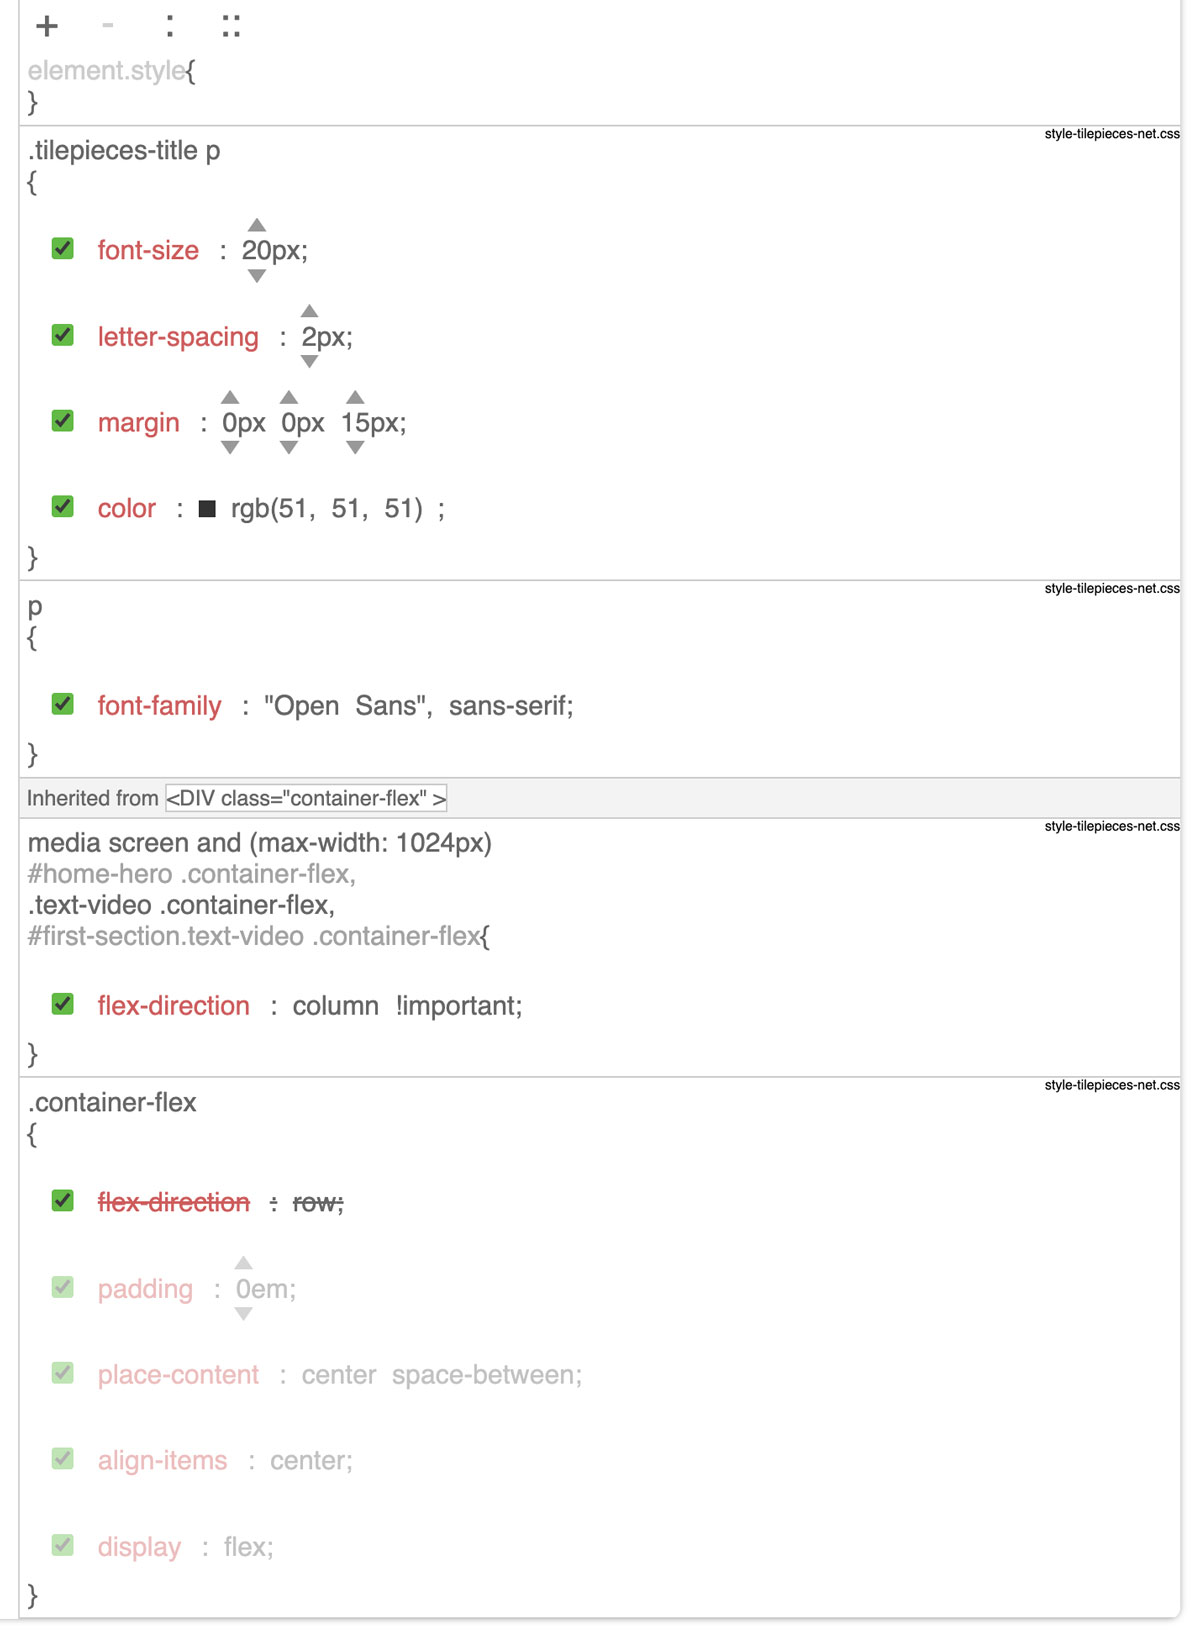 + - : ::
element.style{
}
style-tilepieces-net.css
.tilepieces-title p
{
font-size : 20px;
letter-spacing : 2px;
margin : 0px 0px 15px;
color : rgb(51, 51, 51) ;
}
style-tilepieces-net.css
p
{
font-family : "Open Sans", sans-serif;
}
Inherited from <DIV class="container-flex" >
style-tilepieces-net.css
media screen and (max-width: 1024px)
#home-hero .container-flex,
.text-video .container-flex,
#first-section.text-video .container-flex{
flex-direction : column !important;
}
style-tilepieces-net.css
.container-flex
{
flex-direction : row;
padding : 0em;
place-content : center space-between;
align-items : center;
display : flex;
}